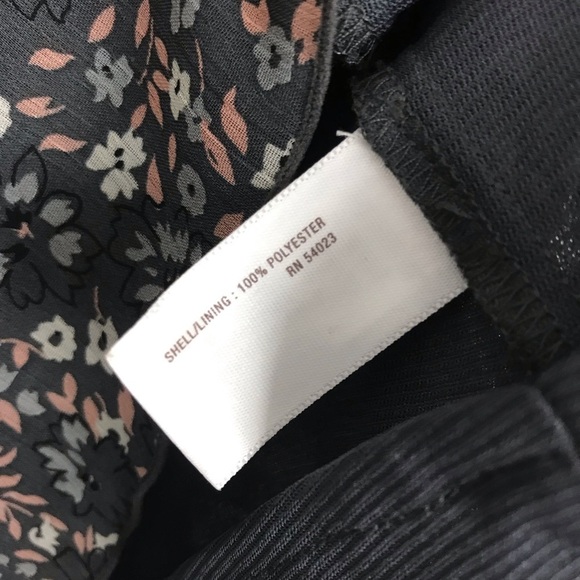 SHELL/LINING : 100% POLYESTER
RN 54023